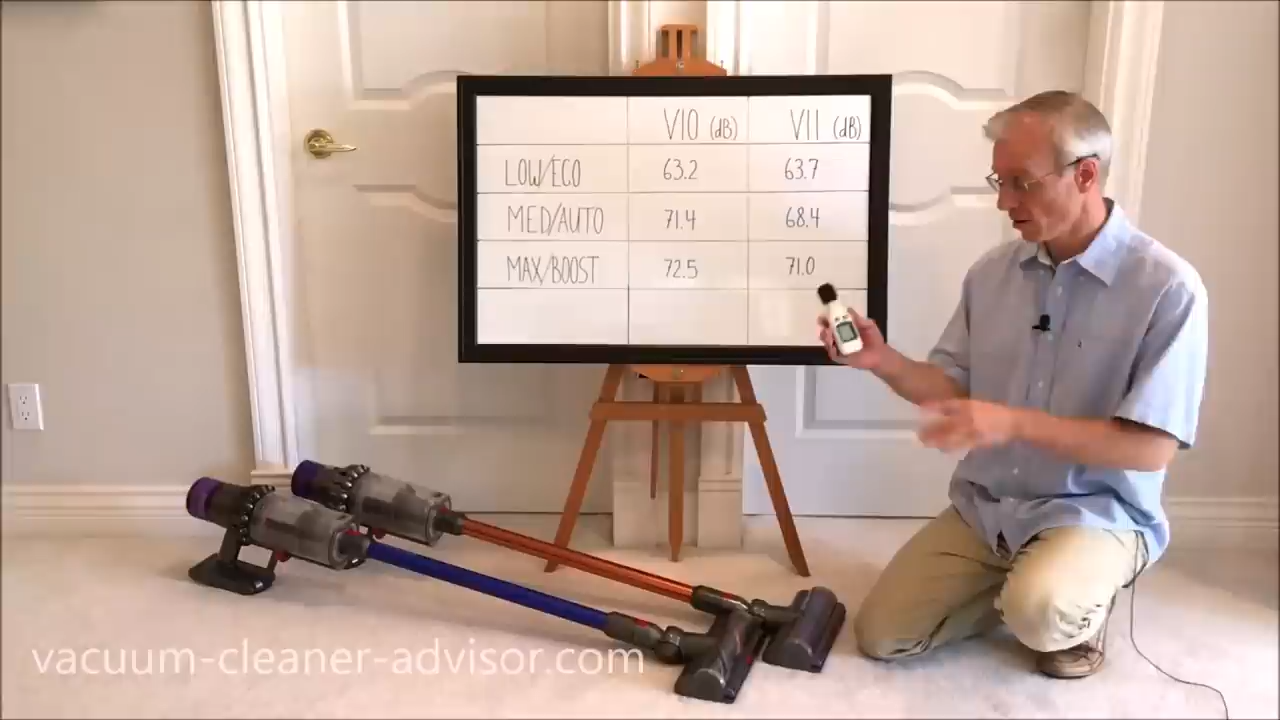 V10 (dB) V11 (dB)
LOW/ECO 63.2 63.7
MED/AUTO 71.4 68.4
MAX/BOOST 72.5 71.0
vacuum-cleaner-advisor.com